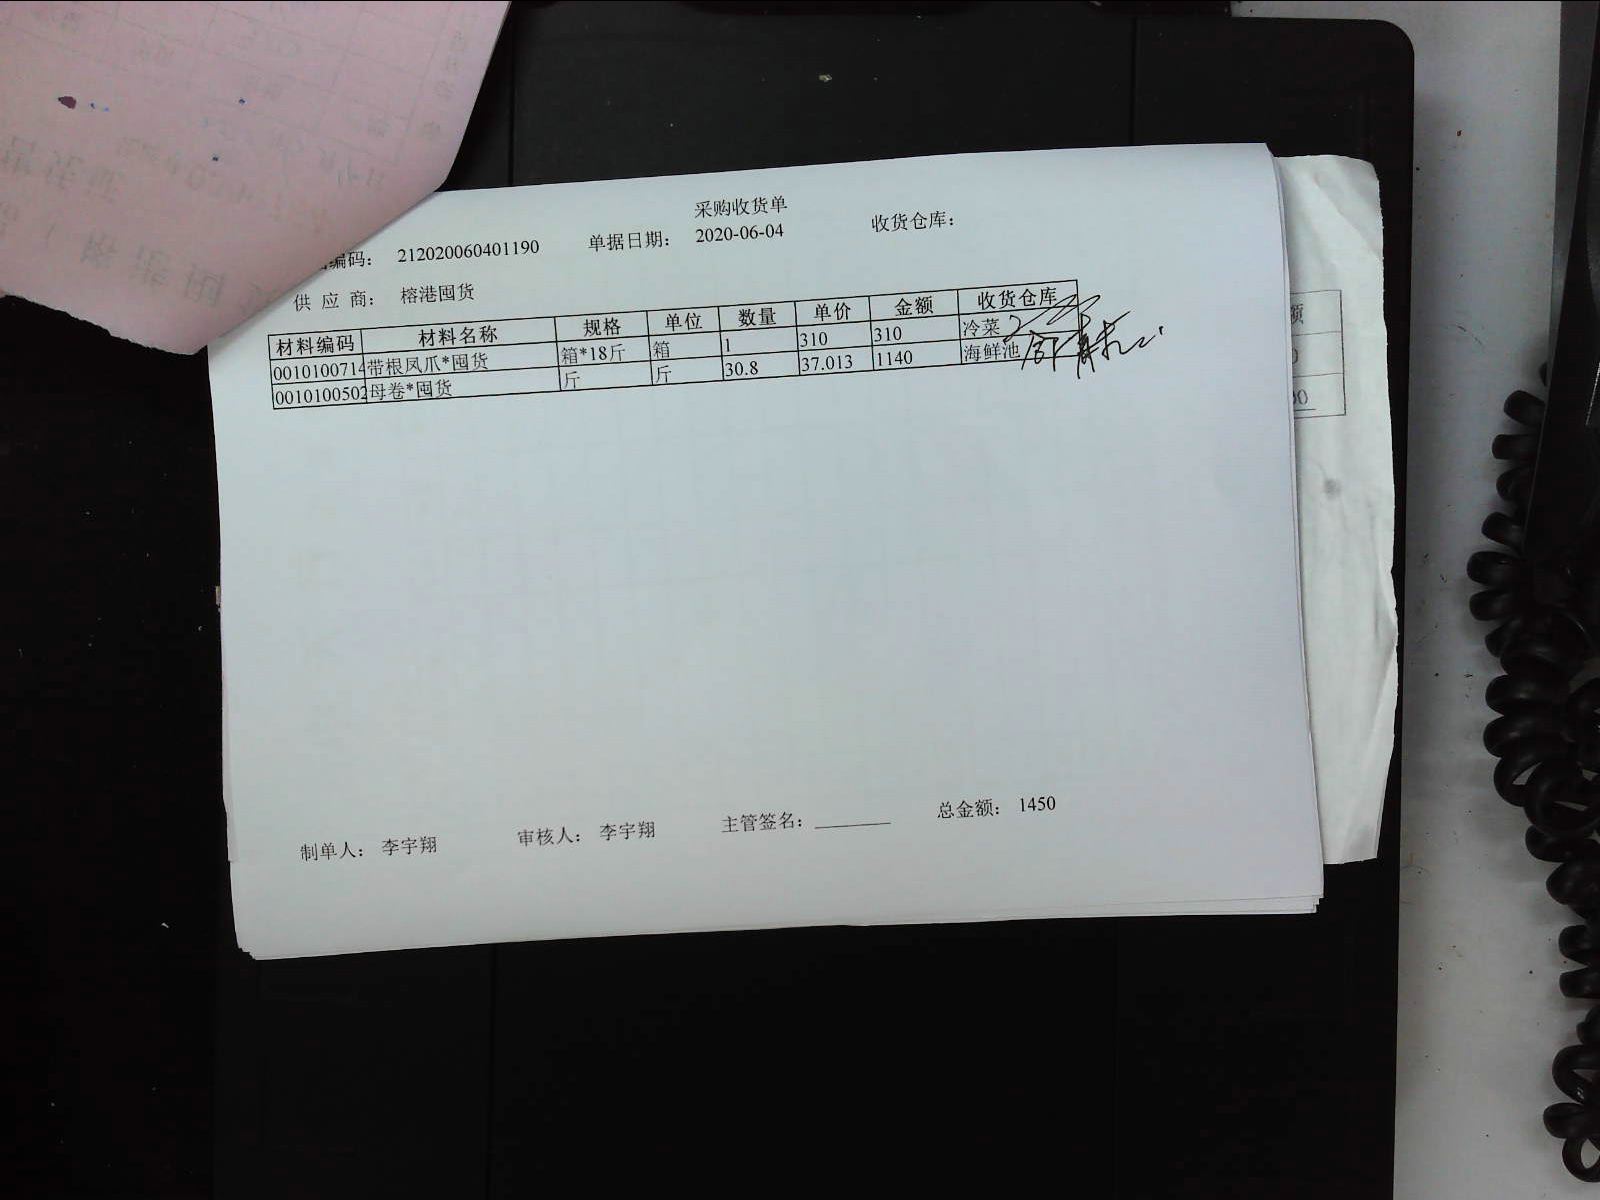 采购收货单
编码： 212020060401190 单据日期： 2020-06-04 收货仓库：
供应商： 榕港囤货
材料编码 材料名称 规格 单位 数量 单价 金额 收货仓库
0010100714 带根凤爪*囤货 箱*18斤 箱 1 310 310 冷菜
0010100502 母卷*囤货 斤 斤 30.8 37.013 1140 海鲜池
制单人： 李宇翔 审核人： 李宇翔 主管签名： 总金额： 1450